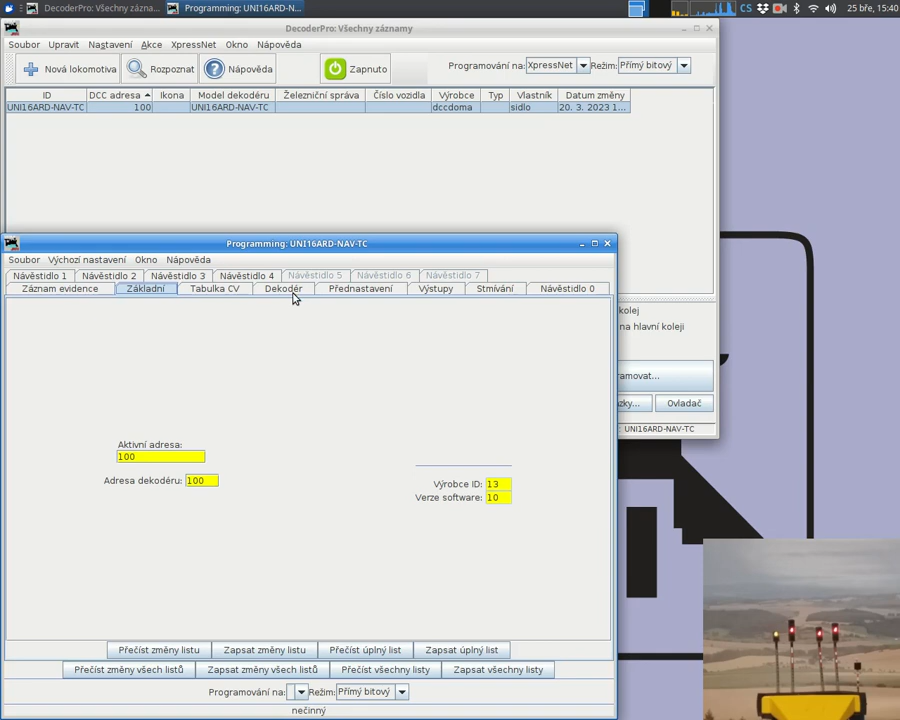 DecoderPro: Všechny záznamy
Programming: UNI16ARD-N...
CS
25 bře, 15:40
DecoderPro: Všechny záznamy
Soubor Upravit Nastavení Akce XpressNet Okno Nápověda
Nová lokomotiva Rozpoznat Nápověda Zapnuto Programování na: XpressNet Režim: Přímý bitový
ID DCC adresa Ikona Model dekodéru Železniční správa Číslo vozidla Výrobce Typ Vlastník Datum změny
UNI16ARD-NAV-TC 100 UNI16ARD-NAV-TC dccdoma sidlo 20. 3. 2023 1...
Programming: UNI16ARD-NAV-TC
Soubor Výchozí nastavení Okno Nápověda
Návěstidlo 1 Návěstidlo 2 Návěstidlo 3 Návěstidlo 4 Návěstidlo 5 Návěstidlo 6 Návěstidlo 7
Záznam evidence Základní Tabulka CV Dekodér Přednastavení Výstupy Stmívání Návěstidlo 0
kolej
na hlavní koleji
ramovat...
zky... Ovladač
: UNI16ARD-NAV-TC
Aktivní adresa:
100
Adresa dekodéru: 100
Výrobce ID: 13
Verze software: 10
Přečíst změny listu Zapsat změny listu Přečíst úplný list Zapsat úplný list
Přečíst změny všech listů Zapsat změny všech listů Přečíst všechny listy Zapsat všechny listy
Programování na: Režim: Přímý bitový
nečinný